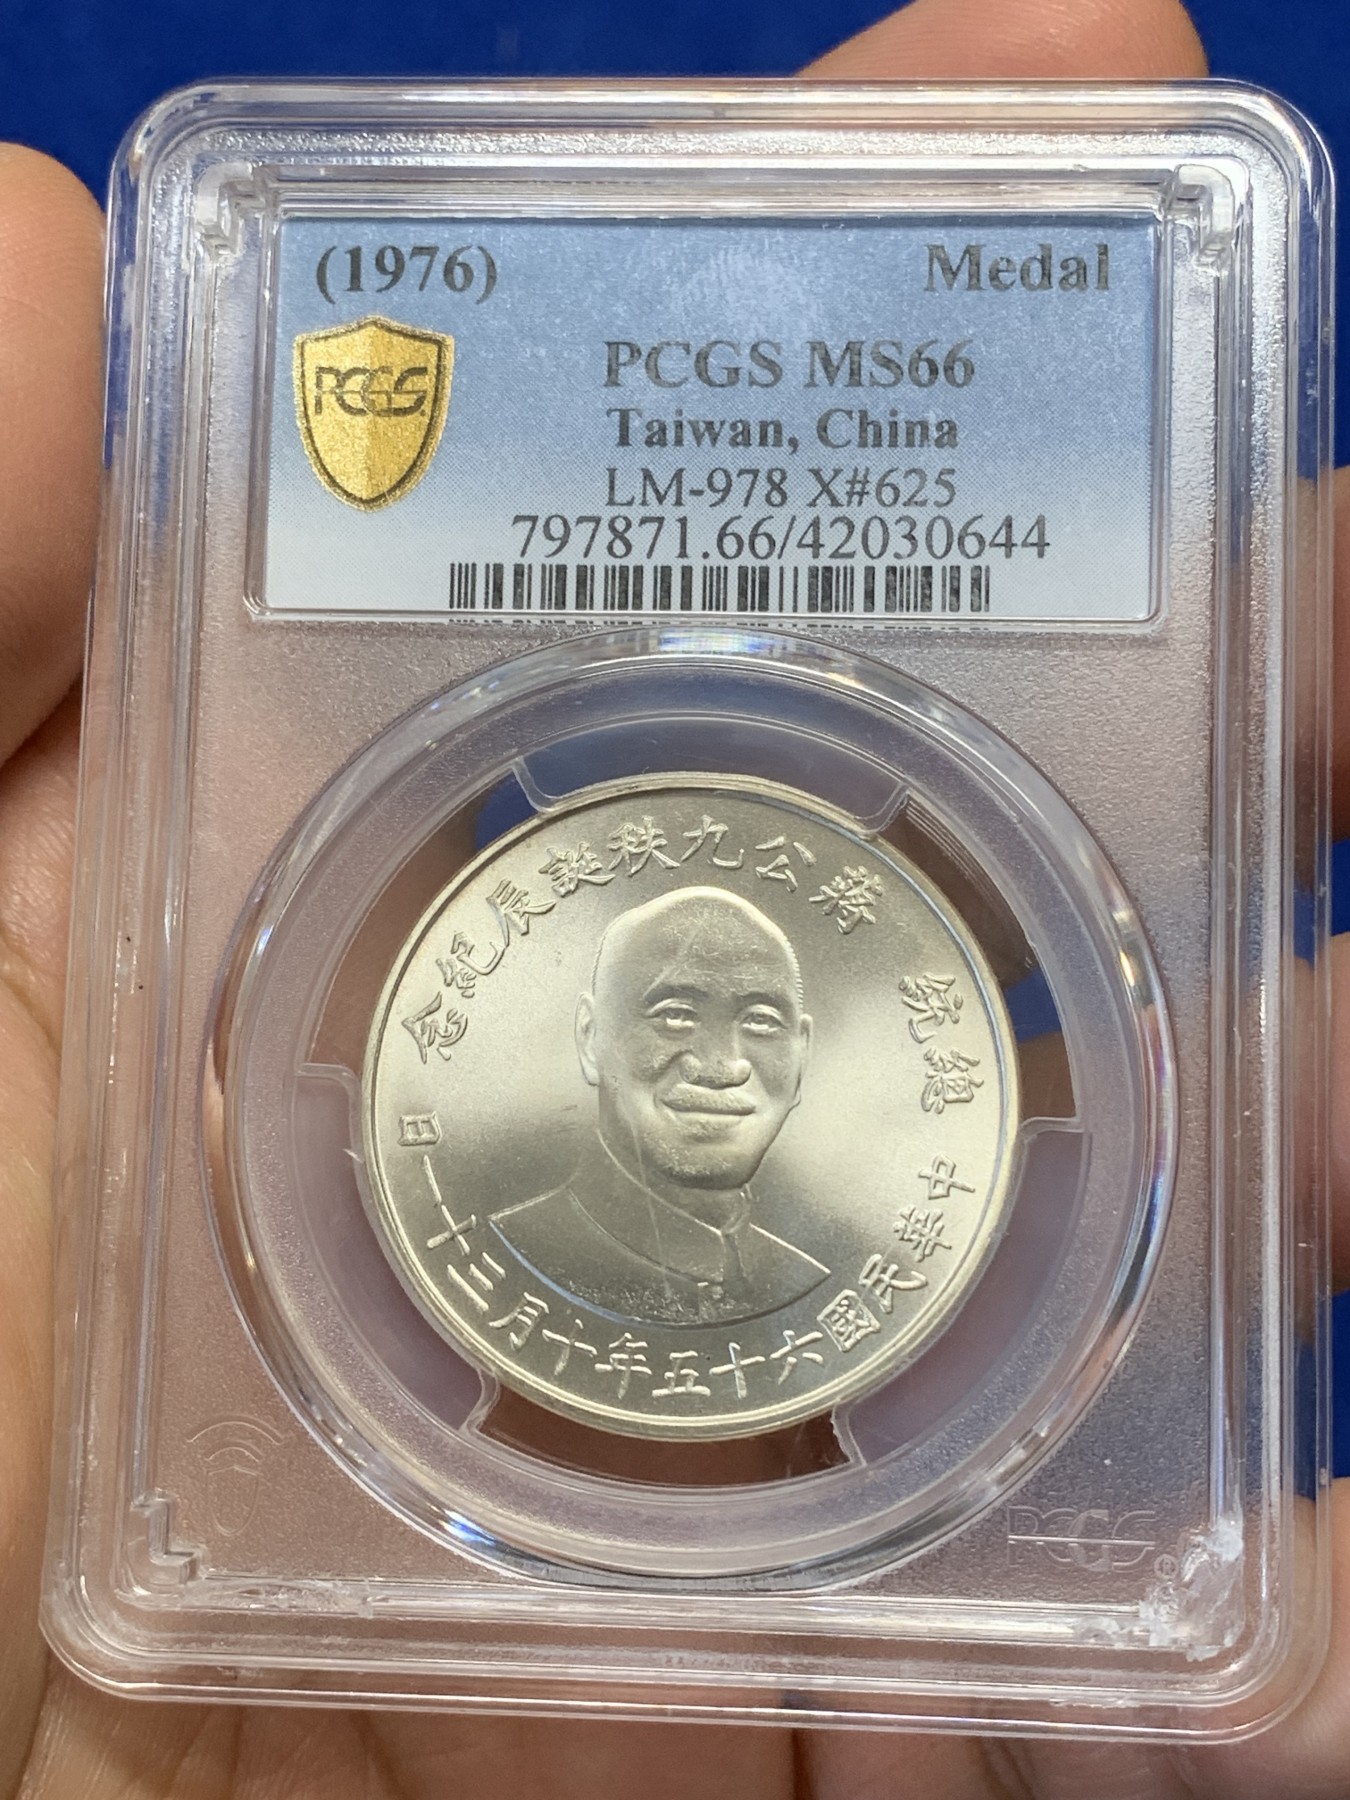 (1976) Medal
PCGS
PCGS MS66
Taiwan, China
LM-978 X#625
797871.66/42030644
總統
蔣公九秩誕辰紀念
中華民國六十五年十月三十一日
PCGS®